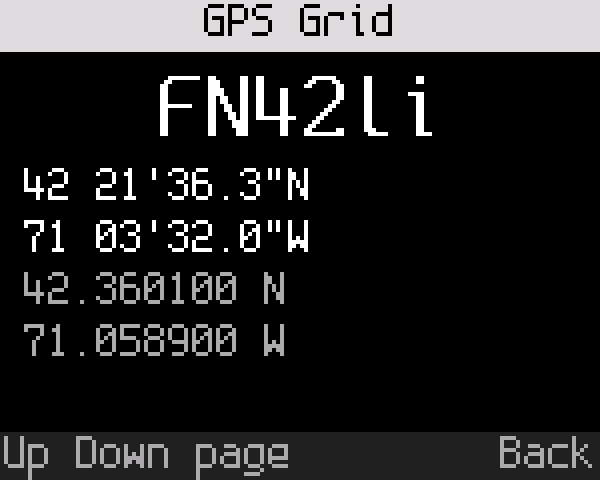 GPS Grid
FN42li
42 21'36.3"N
71 03'32.0"W
42.360100 N
71.058900 W
Up Down page Back